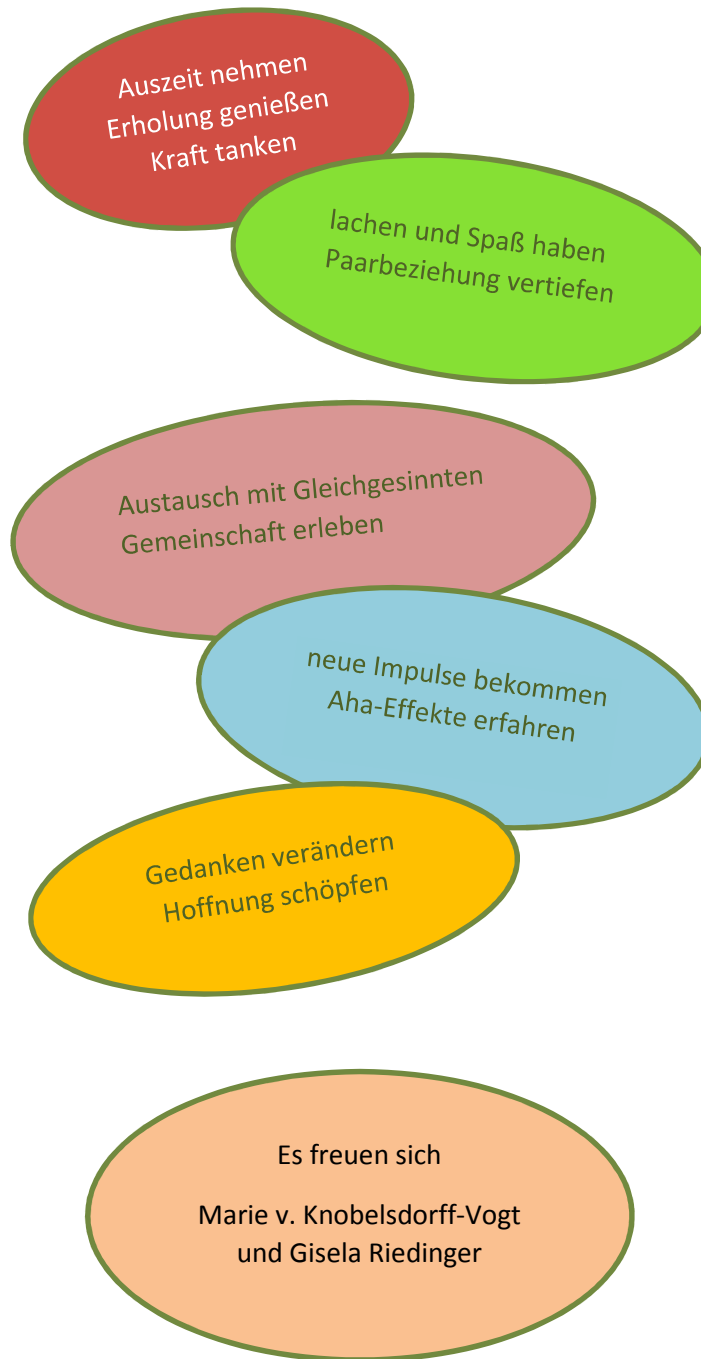 Auszeit nehmen
Erholung genießen
Kraft tanken
lachen und Spaß haben
Paarbeziehung vertiefen
Austausch mit Gleichgesinnten
Gemeinschaft erleben
neue Impulse bekommen
Aha-Effekte erfahren
Gedanken verändern
Hoffnung schöpfen
Es freuen sich
Marie v. Knobelsdorff-Vogt
und Gisela Riedinger